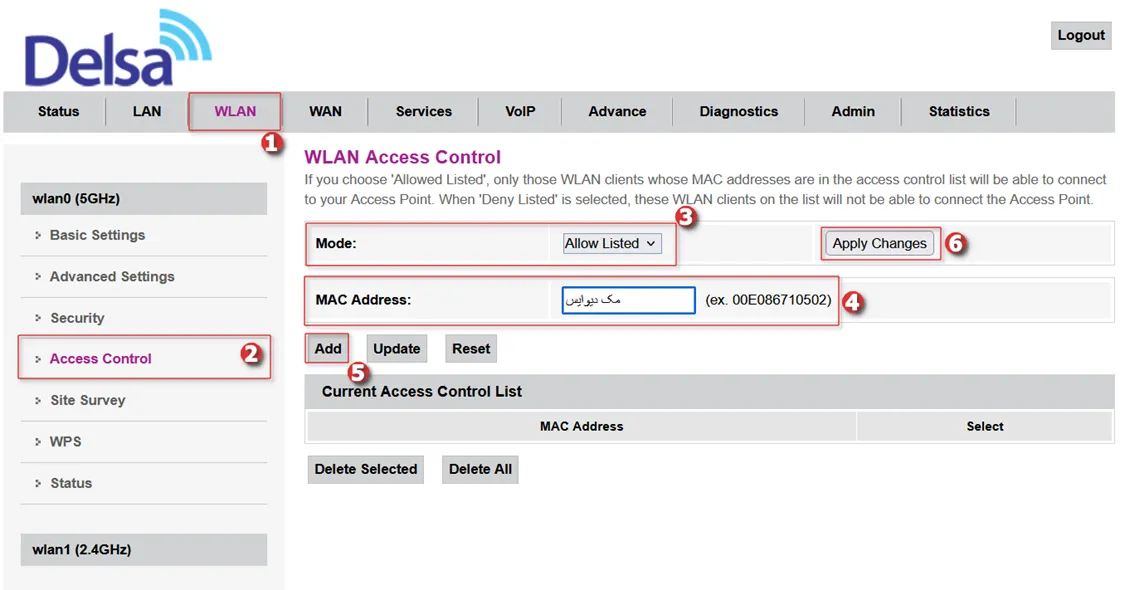 Delsa
Logout
Status LAN WLAN WAN Services VoIP Advance Diagnostics Admin Statistics
1
wlan0 (5GHz)
Basic Settings
Advanced Settings
Security
Access Control 2
Site Survey
WPS
Status
wlan1 (2.4GHz)
WLAN Access Control
If you choose 'Allowed Listed', only those WLAN clients whose MAC addresses are in the access control list will be able to connect
to your Access Point. When 'Deny Listed' is selected, these WLAN clients on the list will not be able to connect the Access Point.
3
Mode: Allow Listed Apply Changes 6
MAC Address: مک دیوایس (ex. 00E086710502) 4
Add Update Reset
5
Current Access Control List
MAC Address Select
Delete Selected Delete All